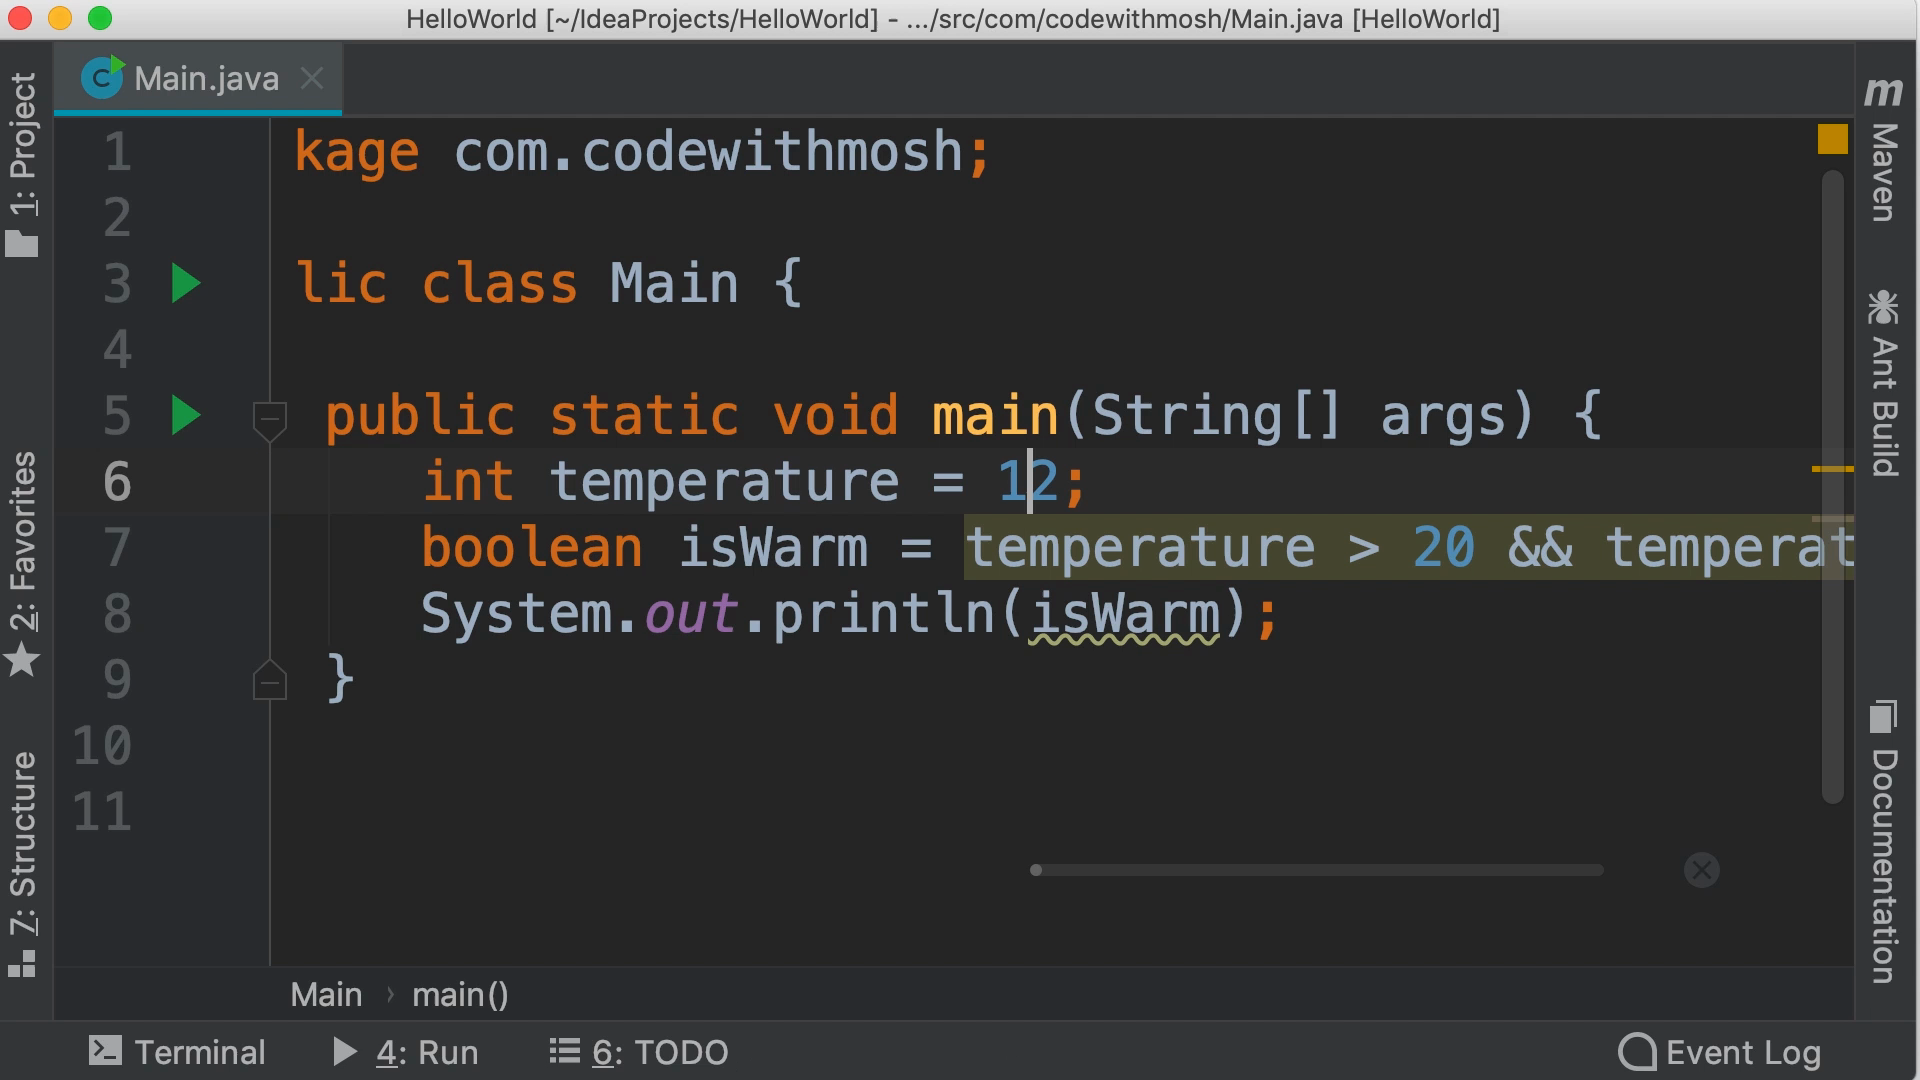 HelloWorld [~/IdeaProjects/HelloWorld] - .../src/com/codewithmosh/Main.java [HelloWorld]
Main.java
1 kage com.codewithmosh;
2
3 lic class Main {
4
5 public static void main(String[] args) {
6 int temperature = 12;
7 boolean isWarm = temperature > 20 && temperat
8 System.out.println(isWarm);
9 }
10
11
Main › main()
1: Project
2: Favorites
7: Structure
m Maven
Ant Build
Documentation
Terminal
4: Run
6: TODO
Event Log